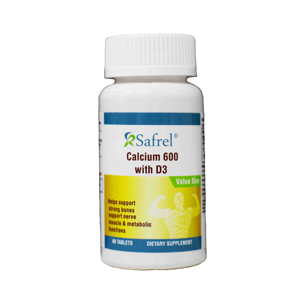 Safrel®
Calcium 600
with D3
Value Size
Helps support
strong bones
support nerve
muscle & metabolic
functions
60 TABLETS
DIETARY SUPPLEMENT